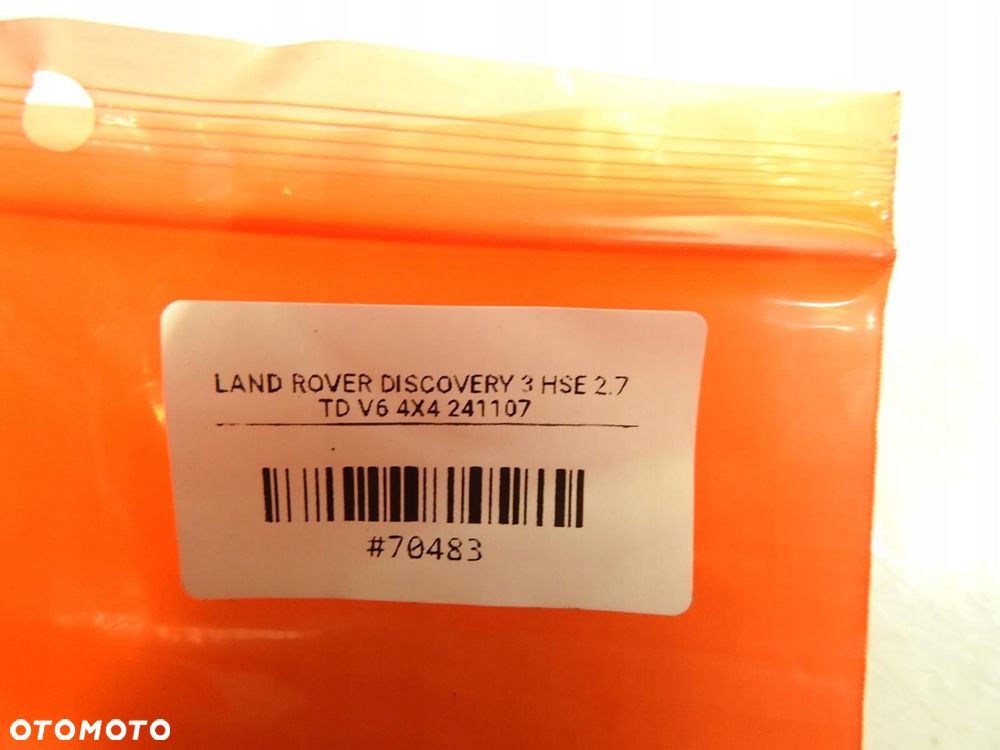 LAND ROVER DISCOVERY 3 HSE 2.7
TD V6 4X4 241107
#70483
OTOMOTO